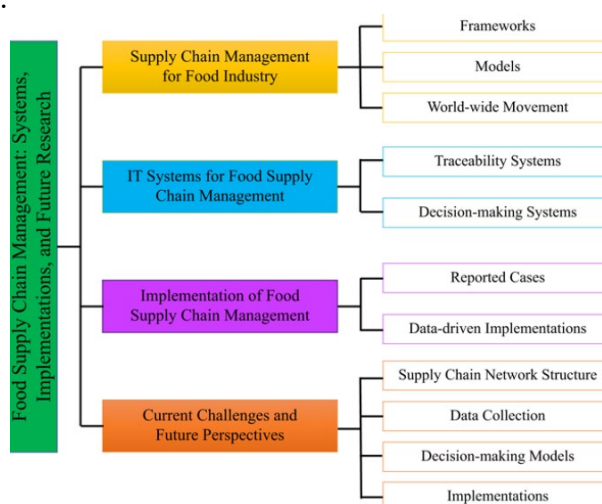 Food Supply Chain Management: Systems,
Implementations, and Future Research
Supply Chain Management
for Food Industry
Frameworks
Models
World-wide Movement
IT Systems for Food Supply
Chain Management
Traceability Systems
Decision-making Systems
Implementation of Food
Supply Chain Management
Reported Cases
Data-driven Implementations
Current Challenges and
Future Perspectives
Supply Chain Network Structure
Data Collection
Decision-making Models
Implementations